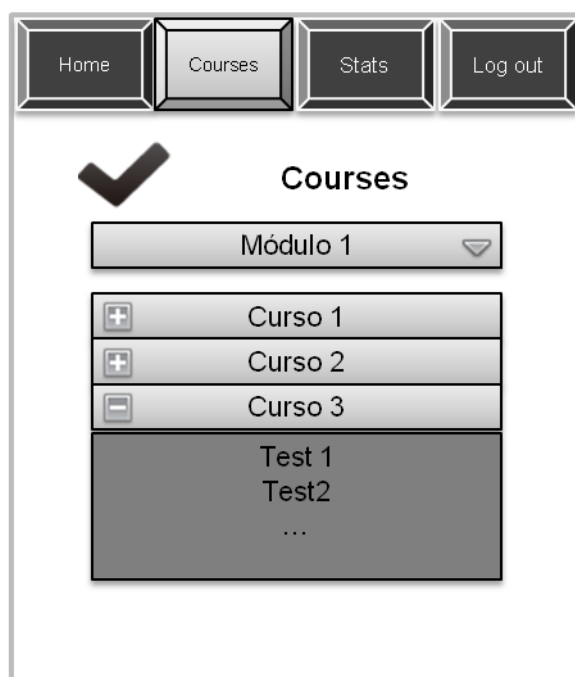 Home Courses Stats Log out
Courses
Módulo 1
Curso 1
Curso 2
Curso 3
Test 1
Test2
...